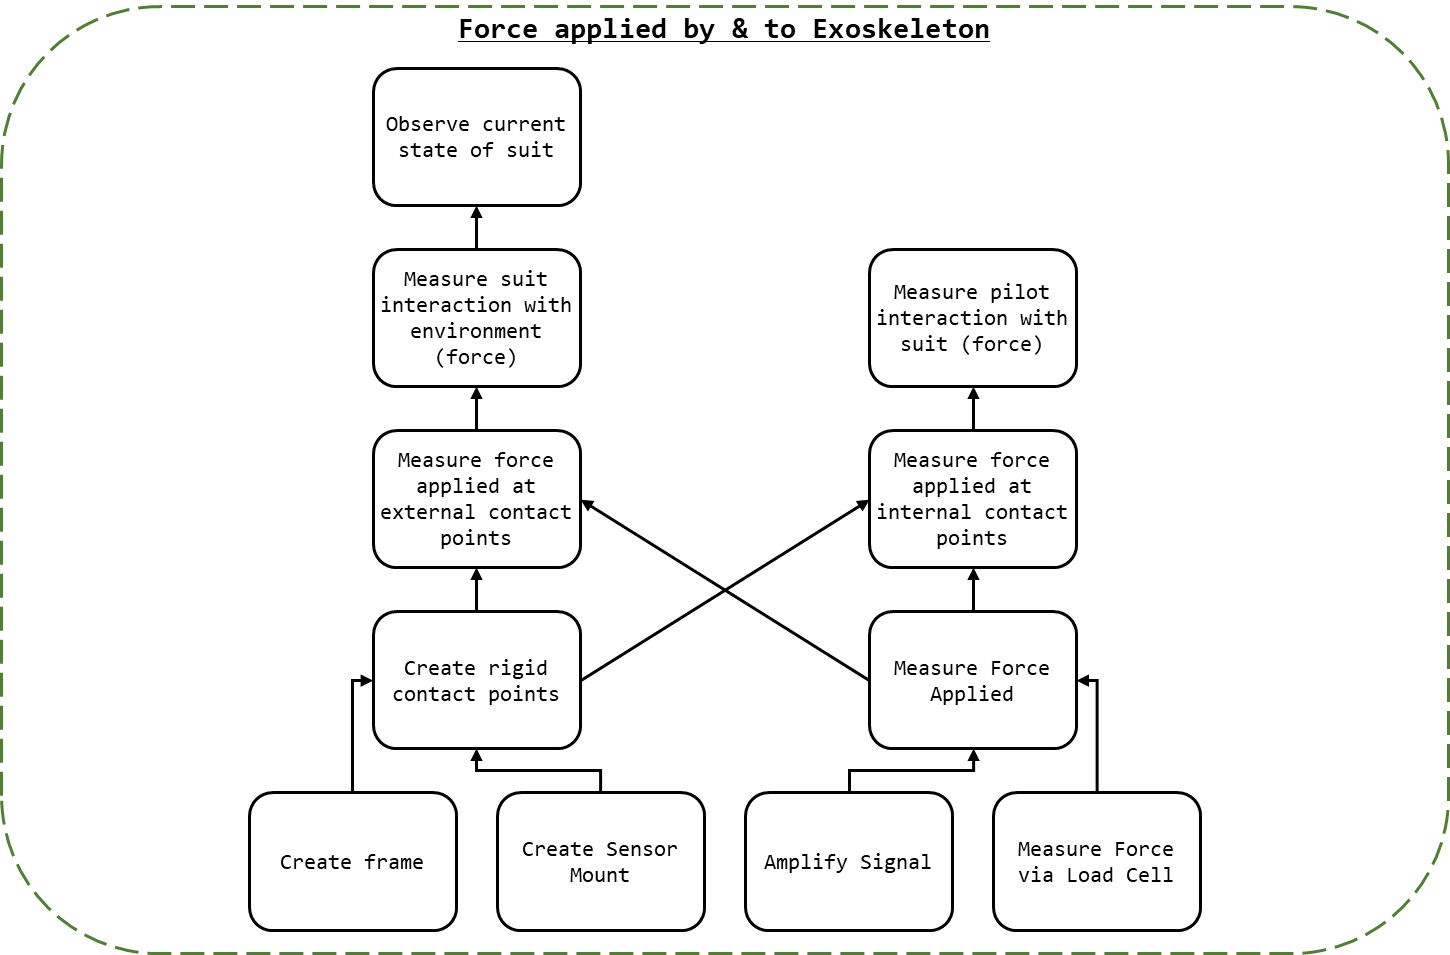 Force applied by & to Exoskeleton
Observe current
state of suit
Measure suit
interaction with
environment
(force)
Measure pilot
interaction with
suit (force)
Measure force
applied at
external contact
points
Measure force
applied at
internal contact
points
Create rigid
contact points
Measure Force
Applied
Create frame
Create Sensor
Mount
Amplify Signal
Measure Force
via Load Cell